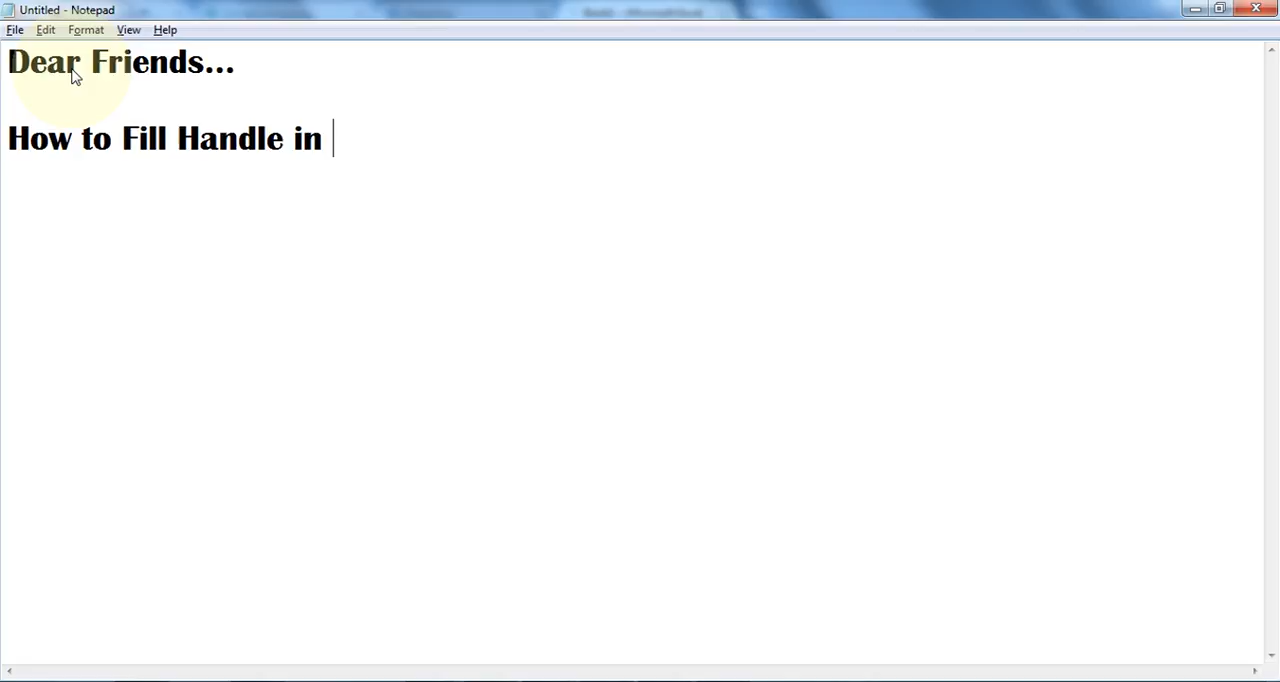 Untitled - Notepad
File Edit Format View Help
Dear Friends...
How to Fill Handle in